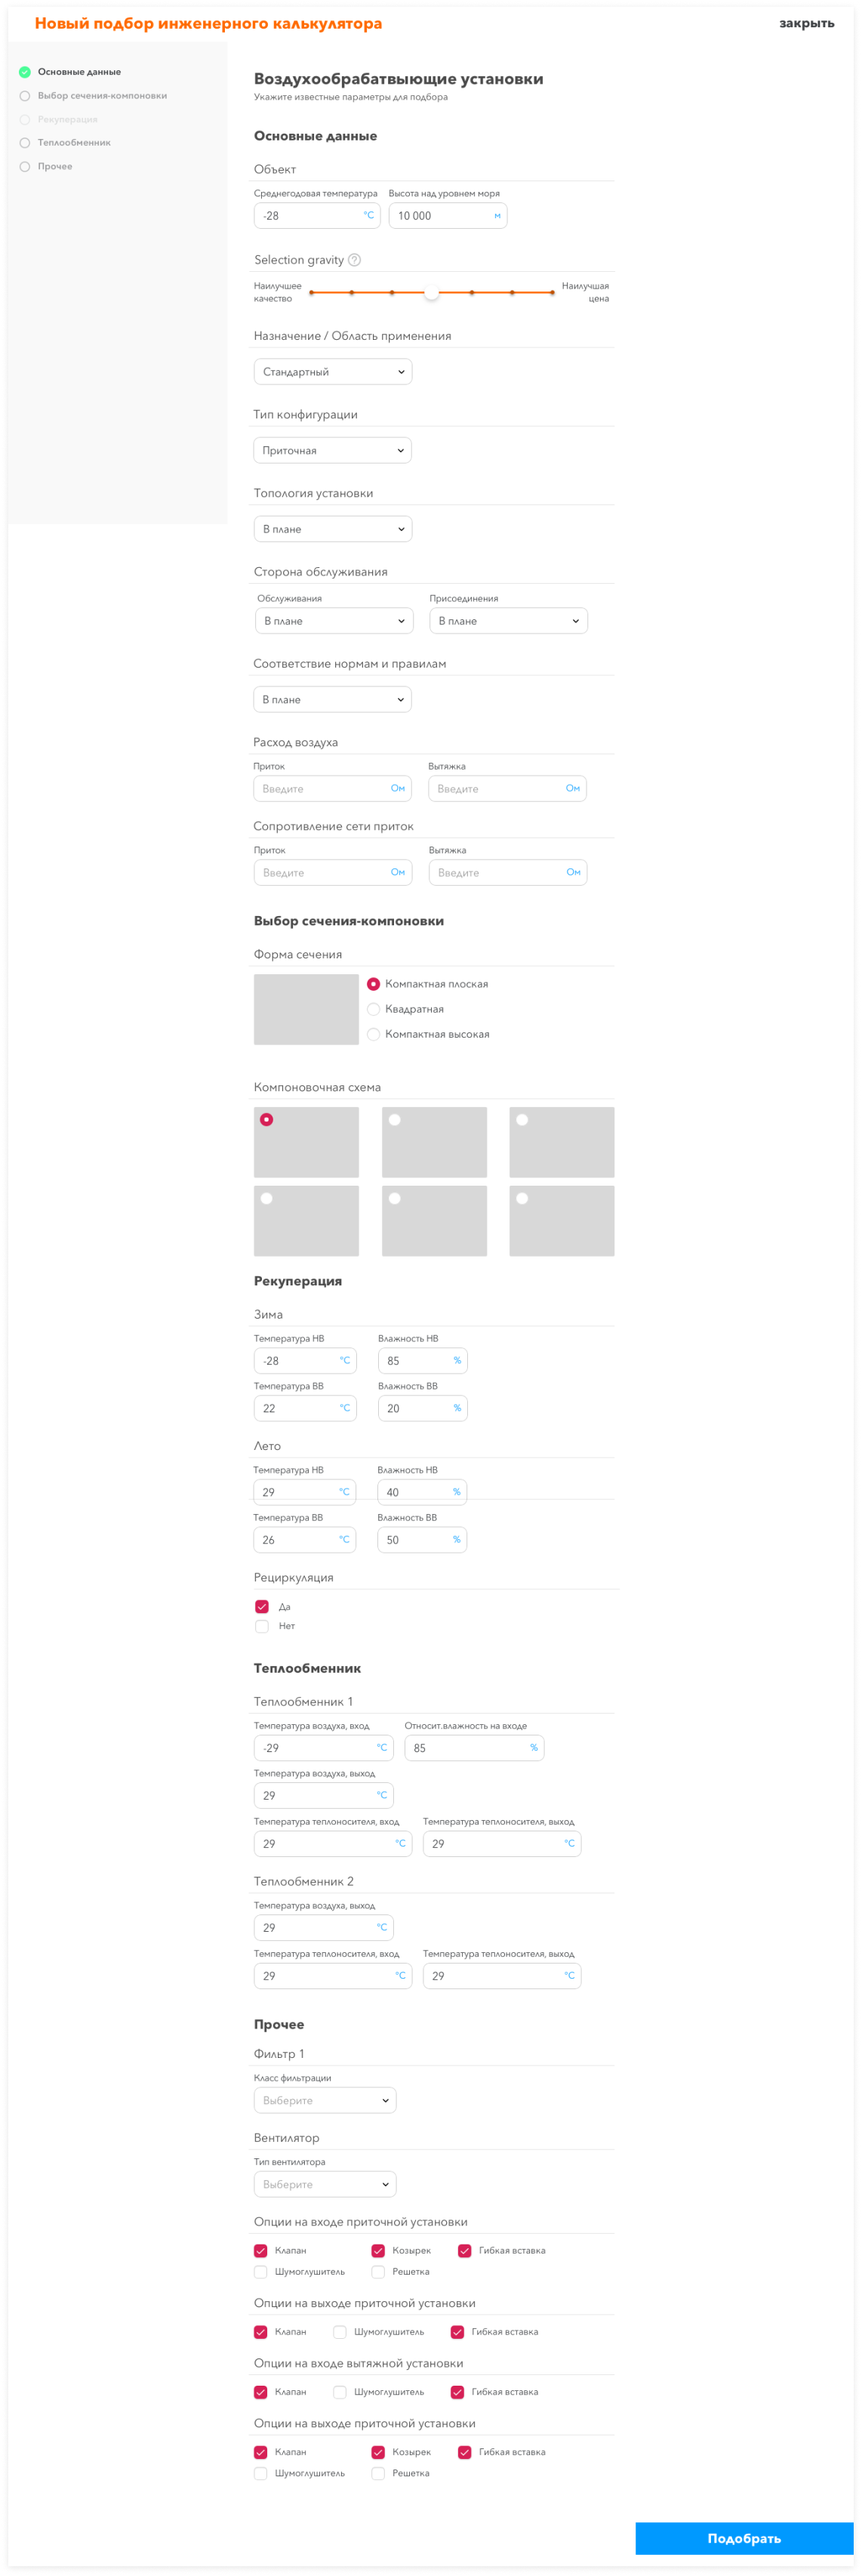 Новый подбор инженерного калькулятора
закрыть
Основные данные
Выбор сечения-компоновки
Рекуперация
Теплообменник
Прочее
Воздухообрабатвыющие установки
Укажите известные параметры для подбора
Основные данные
Объект
Среднегодовая температура Высота над уровнем моря
-28 °C 10 000 м
Selection gravity ?
Наилучшее
качество
Наилучшая
цена
Назначение / Область применения
Стандартный
Тип конфигурации
Приточная
Топология установки
В плане
Сторона обслуживания
Обслуживания Присоединения
В плане В плане
Соответствие нормам и правилам
В плане
Расход воздуха
Приток Вытяжка
Введите Ом Введите Ом
Сопротивление сети приток
Приток Вытяжка
Введите Ом Введите Ом
Выбор сечения-компоновки
Форма сечения
Компактная плоская
Квадратная
Компактная высокая
Компоновочная схема
Рекуперация
Зима
Температура НВ Влажность НВ
-28 °C 85 %
Температура ВВ Влажность ВВ
22 °C 20 %
Лето
Температура НВ Влажность НВ
29 °C 40 %
Температура ВВ Влажность ВВ
26 °C 50 %
Рециркуляция
Да
Нет
Теплообменник
Теплообменник 1
Температура воздуха, вход Относит.влажность на входе
-29 °C 85 %
Температура воздуха, выход
29 °C
Температура теплоносителя, вход Температура теплоносителя, выход
29 °C 29 °C
Теплообменник 2
Температура воздуха, выход
29 °C
Температура теплоносителя, вход Температура теплоносителя, выход
29 °C 29 °C
Прочее
Фильтр 1
Класс фильтрации
Выберите
Вентилятор
Тип вентилятора
Выберите
Опции на входе приточной установки
Клапан Козырек Гибкая вставка
Шумоглушитель Решетка
Опции на выходе приточной установки
Клапан Шумоглушитель Гибкая вставка
Опции на входе вытяжной установки
Клапан Шумоглушитель Гибкая вставка
Опции на выходе приточной установки
Клапан Козырек Гибкая вставка
Шумоглушитель Решетка
Подобрать